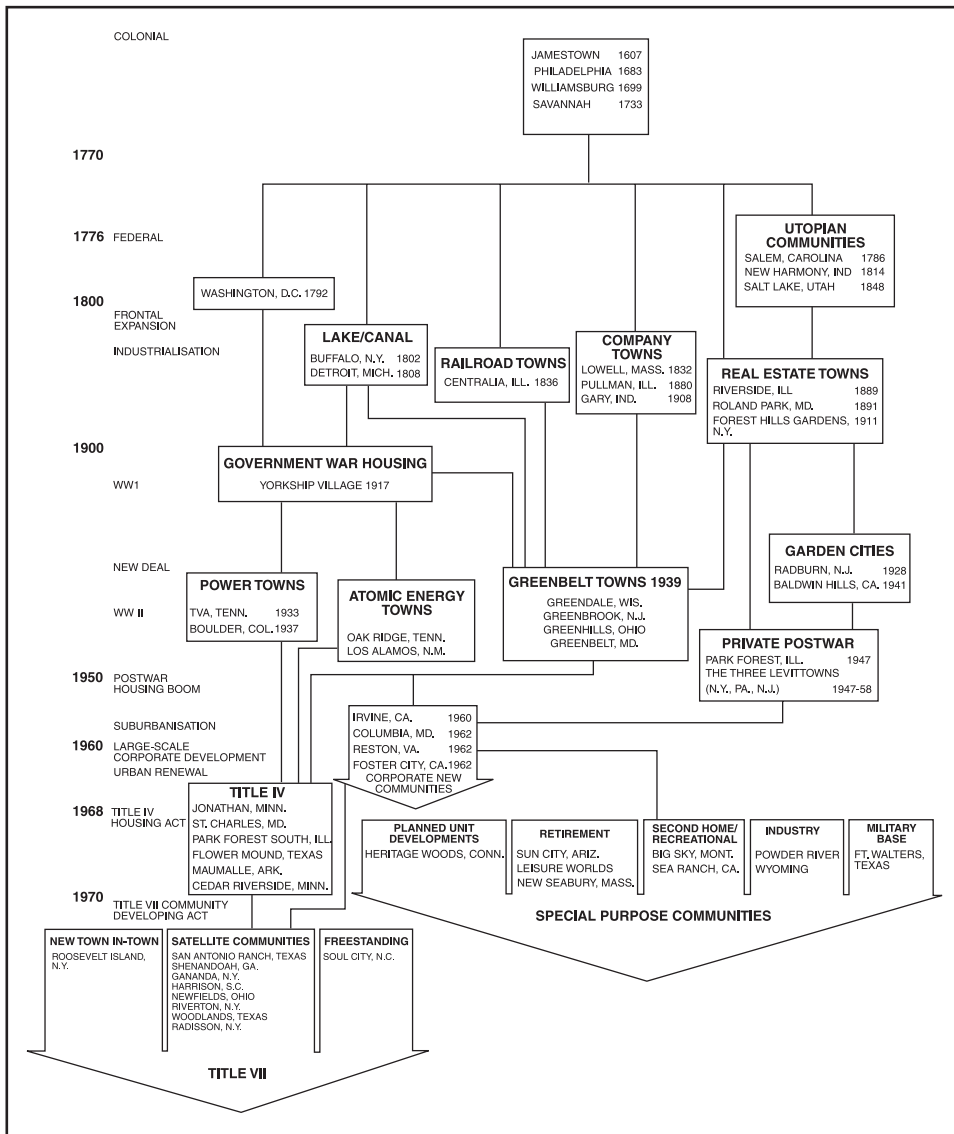 COLONIAL
JAMESTOWN 1607
PHILADELPHIA 1683
WILLIAMSBURG 1699
SAVANNAH 1733
1770
1776 FEDERAL
UTOPIAN
COMMUNITIES
SALEM, CAROLINA 1786
NEW HARMONY, IND 1814
SALT LAKE, UTAH 1848
WASHINGTON, D.C. 1792
1800
FRONTAL
EXPANSION
INDUSTRIALISATION
LAKE/CANAL
BUFFALO, N.Y. 1802
DETROIT, MICH. 1808
RAILROAD TOWNS
CENTRALIA, ILL. 1836
COMPANY
TOWNS
LOWELL, MASS. 1832
PULLMAN, ILL. 1880
GARY, IND. 1908
REAL ESTATE TOWNS
RIVERSIDE, ILL 1889
ROLAND PARK, MD. 1891
FOREST HILLS GARDENS, 1911
N.Y.
1900
GOVERNMENT WAR HOUSING
YORKSHIP VILLAGE 1917
WW1
NEW DEAL
POWER TOWNS
TVA, TENN. 1933
BOULDER, COL. 1937
WW II
ATOMIC ENERGY
TOWNS
OAK RIDGE, TENN.
LOS ALAMOS, N.M.
GREENBELT TOWNS 1939
GREENDALE, WIS.
GREENBROOK, N.J.
GREENHILLS, OHIO
GREENBELT, MD.
GARDEN CITIES
RADBURN, N.J. 1928
BALDWIN HILLS, CA. 1941
PRIVATE POSTWAR
PARK FOREST, ILL. 1947
THE THREE LEVITTOWNS
(N.Y., PA., N.J.) 1947-58
1950 POSTWAR
HOUSING BOOM
SUBURBANISATION
1960 LARGE-SCALE
CORPORATE DEVELOPMENT
URBAN RENEWAL
IRVINE, CA. 1960
COLUMBIA, MD. 1962
RESTON, VA. 1962
FOSTER CITY, CA. 1962
CORPORATE NEW
COMMUNITIES
1968 TITLE IV
HOUSING ACT
TITLE IV
JONATHAN, MINN.
ST. CHARLES, MD.
PARK FOREST SOUTH, ILL.
FLOWER MOUND, TEXAS
MAUMALLE, ARK.
CEDAR RIVERSIDE, MINN.
PLANNED UNIT
DEVELOPMENTS
HERITAGE WOODS, CONN.
RETIREMENT
SUN CITY, ARIZ.
LEISURE WORLDS
NEW SEABURY, MASS.
SECOND HOME/
RECREATIONAL
BIG SKY, MONT.
SEA RANCH, CA.
INDUSTRY
POWDER RIVER
WYOMING
MILITARY
BASE
FT. WALTERS,
TEXAS
SPECIAL PURPOSE COMMUNITIES
1970
TITLE VII COMMUNITY
DEVELOPING ACT
NEW TOWN IN-TOWN
ROOSEVELT ISLAND,
N.Y.
SATELLITE COMMUNITIES
SAN ANTONIO RANCH, TEXAS
SHENANDOAH, GA.
GANANDA, N.Y.
HARRISON, S.C.
NEWFIELDS, OHIO
RIVERTON, N.Y.
WOODLANDS, TEXAS
RADISSON, N.Y.
FREESTANDING
SOUL CITY, N.C.
TITLE VII